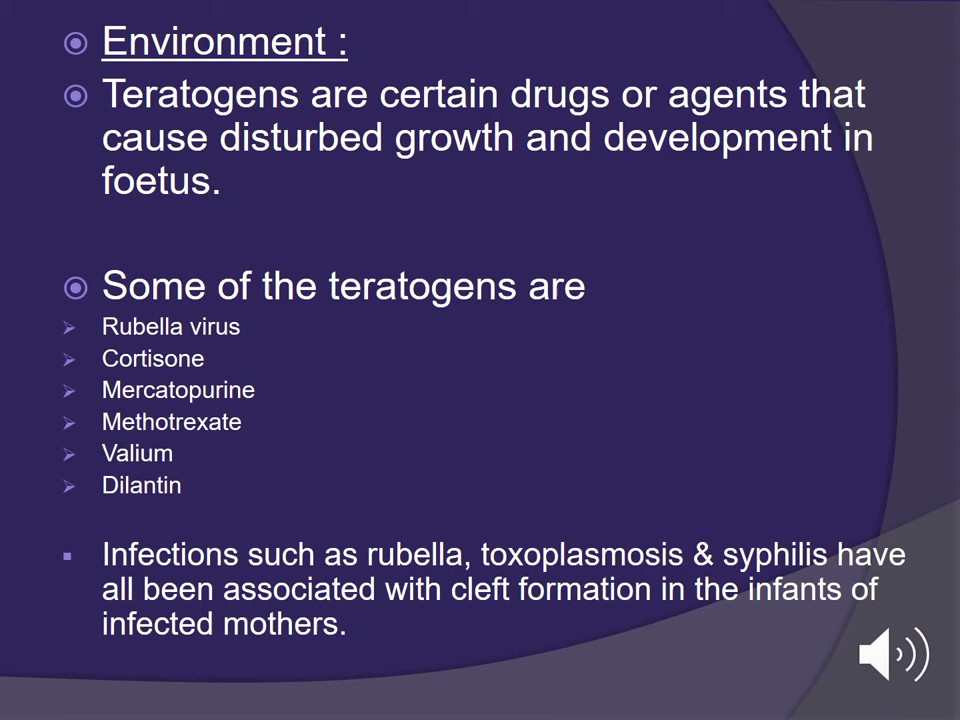 Environment :
Teratogens are certain drugs or agents that
cause disturbed growth and development in
foetus.
Some of the teratogens are
Rubella virus
Cortisone
Mercatopurine
Methotrexate
Valium
Dilantin
Infections such as rubella, toxoplasmosis & syphilis have
all been associated with cleft formation in the infants of
infected mothers.